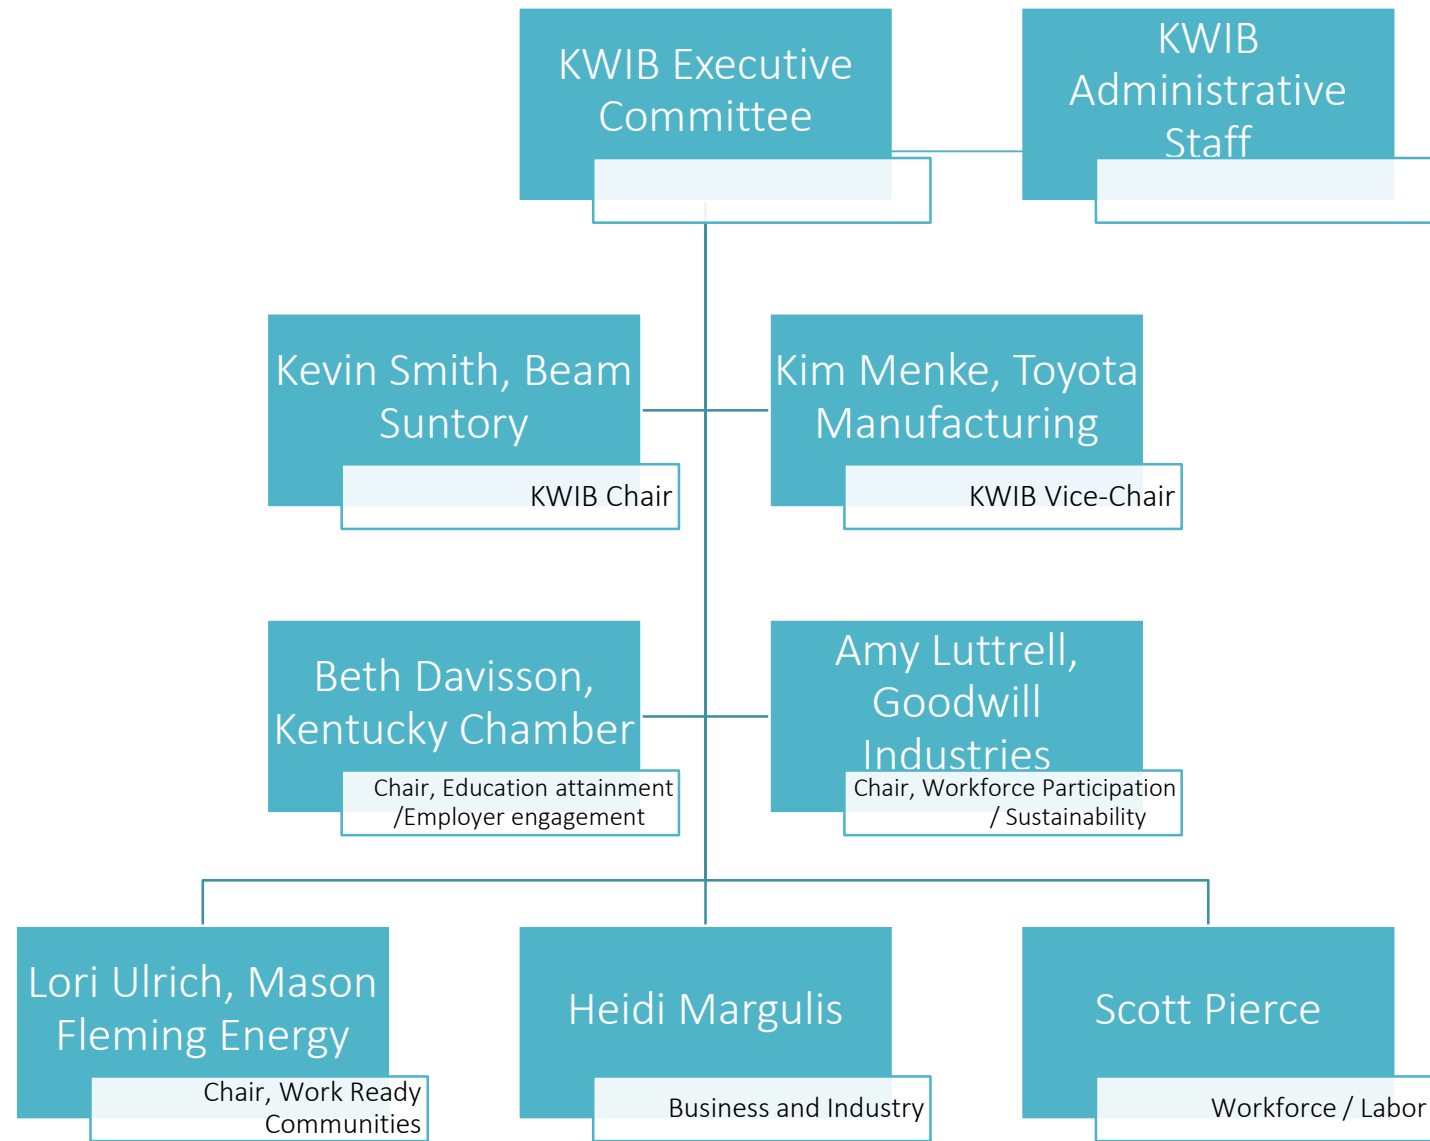 KWIB Executive
Committee
KWIB
Administrative
Staff
Kevin Smith, Beam
Suntory
KWIB Chair
Kim Menke, Toyota
Manufacturing
KWIB Vice-Chair
Beth Davisson,
Kentucky Chamber
Chair, Education attainment
/Employer engagement
Amy Luttrell,
Goodwill
Industries
Chair, Workforce Participation
/ Sustainability
Lori Ulrich, Mason
Fleming Energy
Chair, Work Ready
Communities
Heidi Margulis
Business and Industry
Scott Pierce
Workforce / Labor